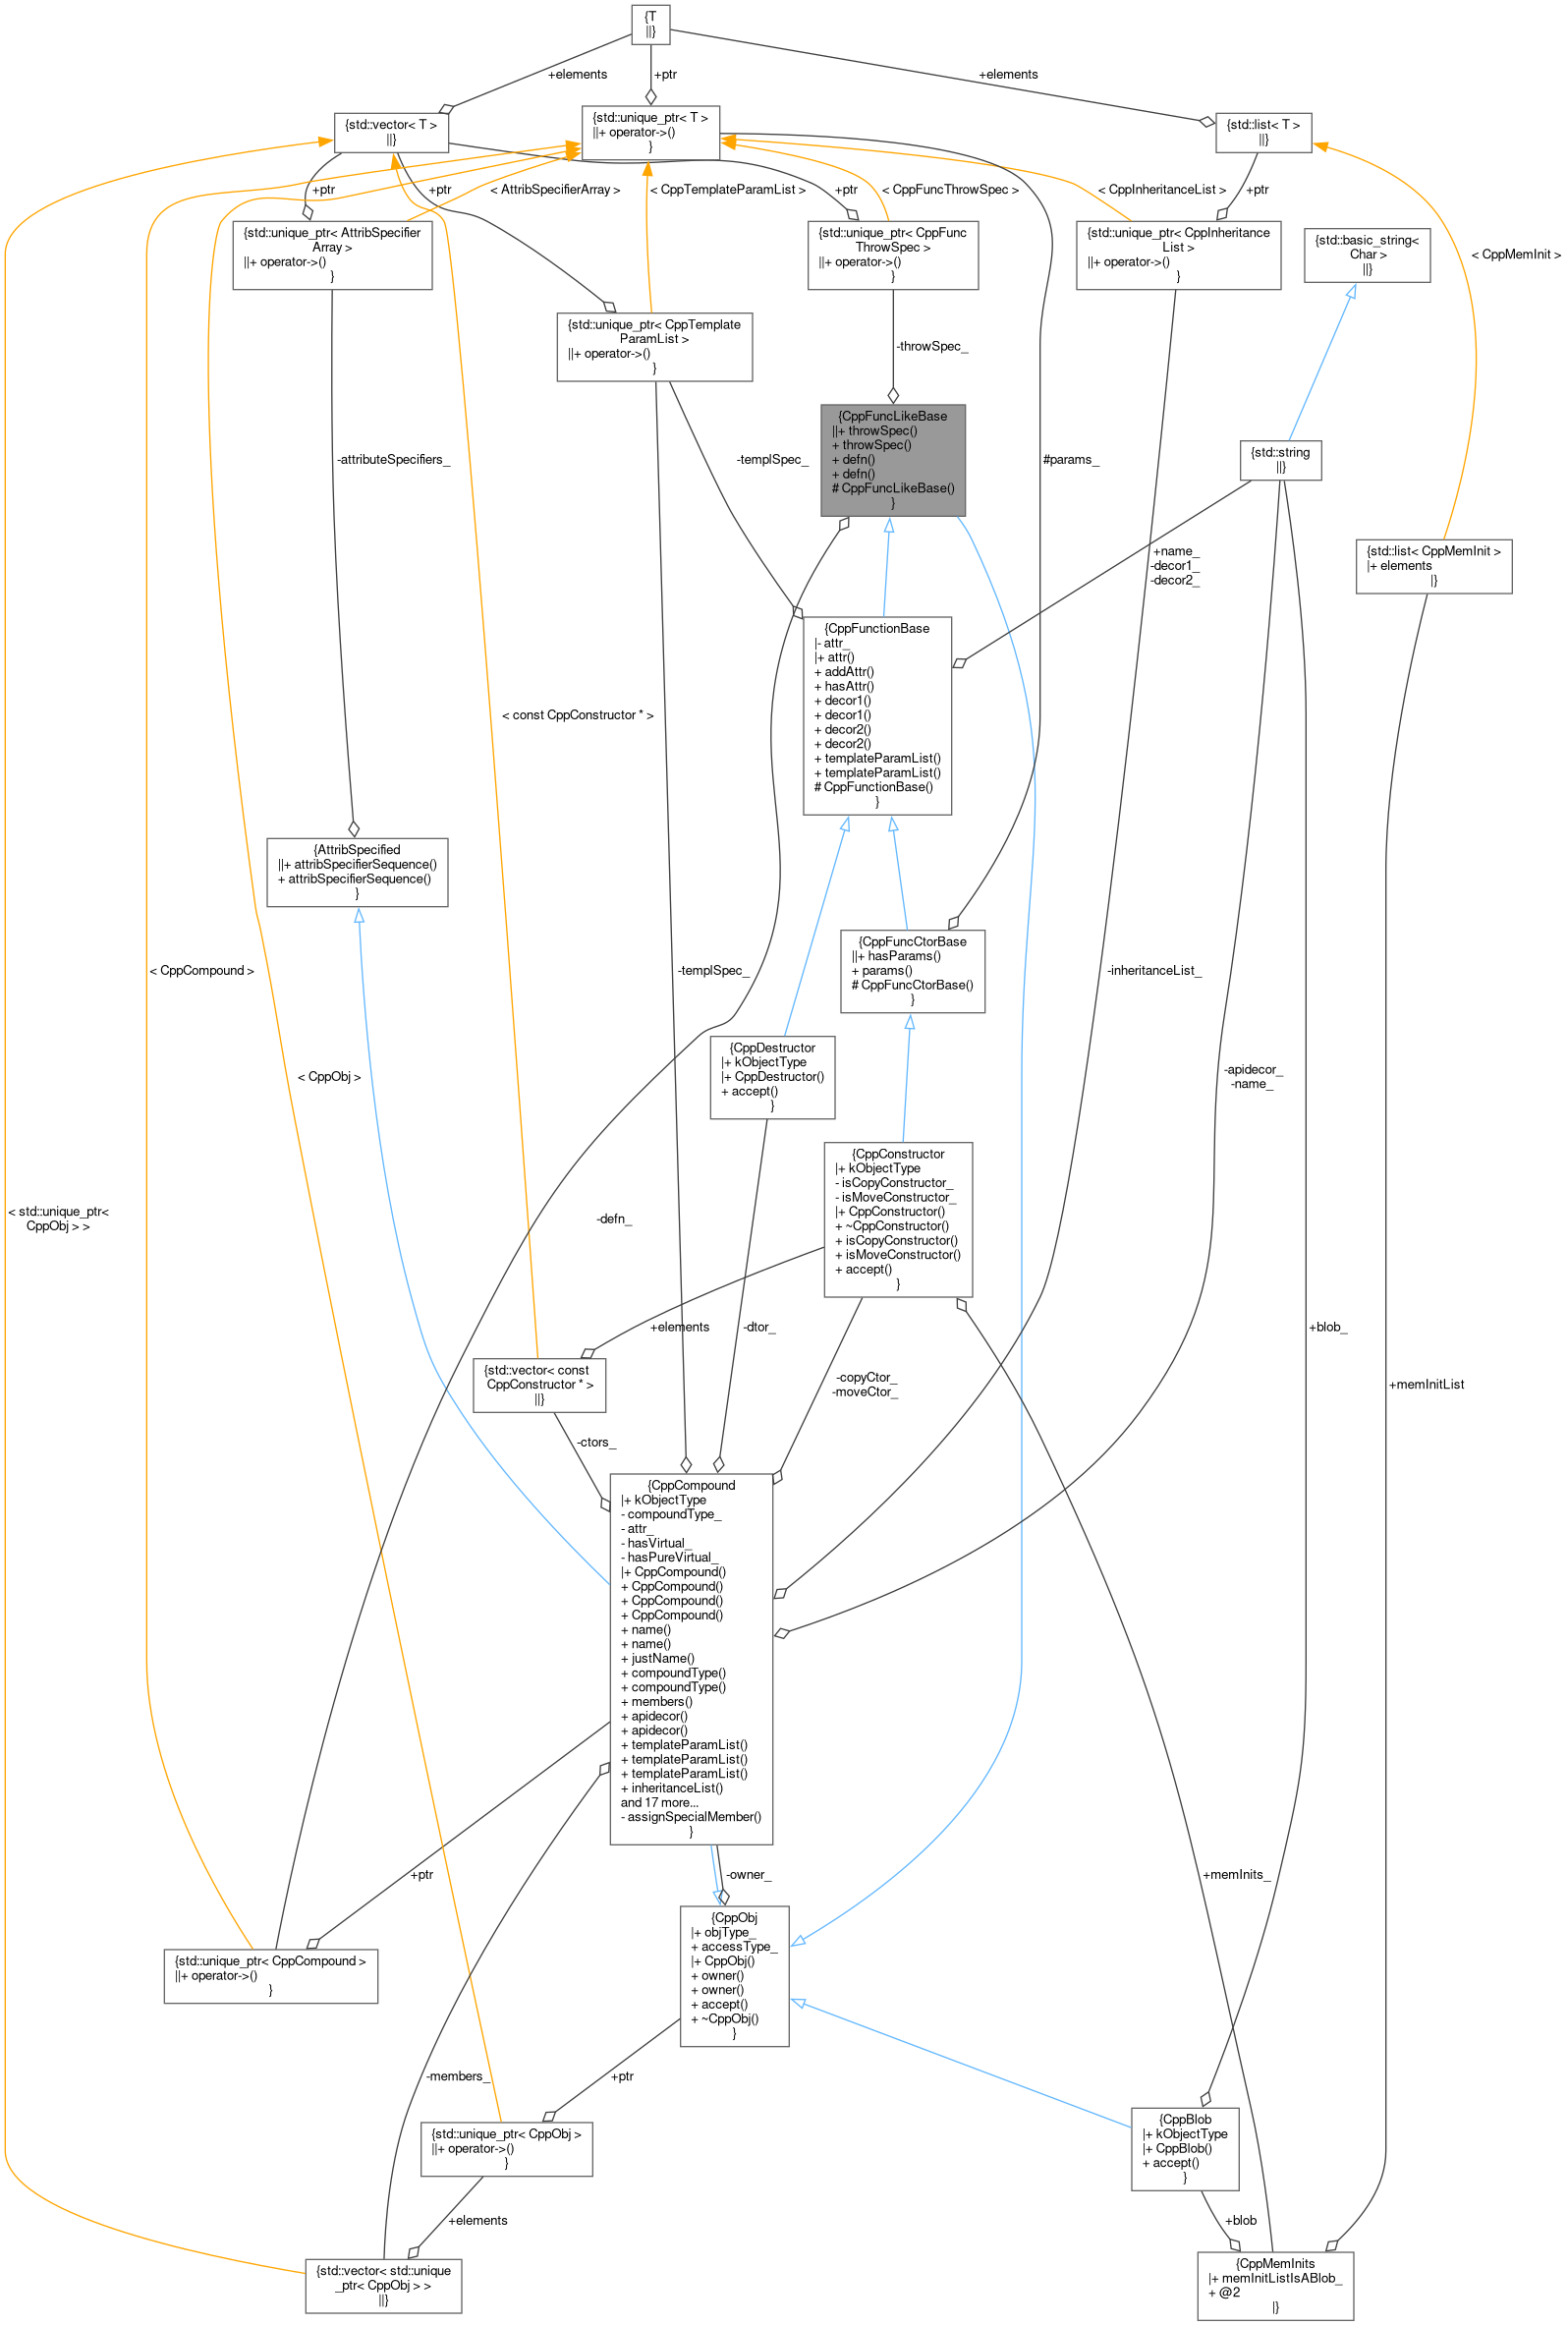 {T
||}
+elements
+ptr
+elements
{std::vector< T >
||}
{std::unique_ptr< T >
||+ operator->()
}
{std::list< T >
||}
+ptr
+ptr
< AttribSpecifierArray >
< CppTemplateParamList >
+ptr
< CppFuncThrowSpec >
< CppInheritanceList >
+ptr
{std::unique_ptr< AttribSpecifier
Array >
||+ operator->()
}
{std::unique_ptr< CppFunc
ThrowSpec >
||+ operator->()
}
{std::unique_ptr< CppInheritance
List >
||+ operator->()
}
{std::basic_string<
Char >
||}
< CppMemInit >
{std::unique_ptr< CppTemplate
ParamList >
||+ operator->()
}
-throwSpec_
{CppFuncLikeBase
||+ throwSpec()
+ throwSpec()
+ defn()
+ defn()
# CppFuncLikeBase()
}
-attributeSpecifiers_
-templSpec_
#params_
{std::string
||}
+name_
-decor1_
-decor2_
{std::list< CppMemInit >
|+ elements
|}
{CppFunctionBase
|- attr_
|+ attr()
+ addAttr()
+ hasAttr()
+ decor1()
+ decor1()
+ decor2()
+ decor2()
+ templateParamList()
+ templateParamList()
# CppFunctionBase()
}
< const CppConstructor * >
{AttribSpecified
||+ attribSpecifierSequence()
+ attribSpecifierSequence()
}
< CppCompound >
-templSpec_
{CppFuncCtorBase
||+ hasParams()
+ params()
# CppFuncCtorBase()
}
-inheritanceList_
< CppObj >
{CppDestructor
|+ kObjectType
|+ CppDestructor()
+ accept()
}
-apidecor_
-name_
< std::unique_ptr<
CppObj > >
-defn_
{CppConstructor
|+ kObjectType
- isCopyConstructor_
- isMoveConstructor_
|+ CppConstructor()
+ ~CppConstructor()
+ isCopyConstructor()
+ isMoveConstructor()
+ accept()
}
+elements
-dtor_
+blob_
{std::vector< const
CppConstructor * >
||}
-copyCtor_
-moveCtor_
+memInitList
-ctors_
{CppCompound
|+ kObjectType
- compoundType_
- attr_
- hasVirtual_
- hasPureVirtual_
|+ CppCompound()
+ CppCompound()
+ CppCompound()
+ CppCompound()
+ name()
+ name()
+ justName()
+ compoundType()
+ compoundType()
+ members()
+ apidecor()
+ apidecor()
+ templateParamList()
+ templateParamList()
+ templateParamList()
+ inheritanceList()
and 17 more...
- assignSpecialMember()
}
+ptr
-owner_
+memInits_
{std::unique_ptr< CppCompound >
||+ operator->()
}
{CppObj
|+ objType_
+ accessType_
|+ CppObj()
+ owner()
+ owner()
+ accept()
+ ~CppObj()
}
-members_
+ptr
{std::unique_ptr< CppObj >
||+ operator->()
}
{CppBlob
|+ kObjectType
|+ CppBlob()
+ accept()
}
+elements
+blob
{std::vector< std::unique
_ptr< CppObj > >
||}
{CppMemInits
|+ memInitListIsABlob_
+ @2
|}